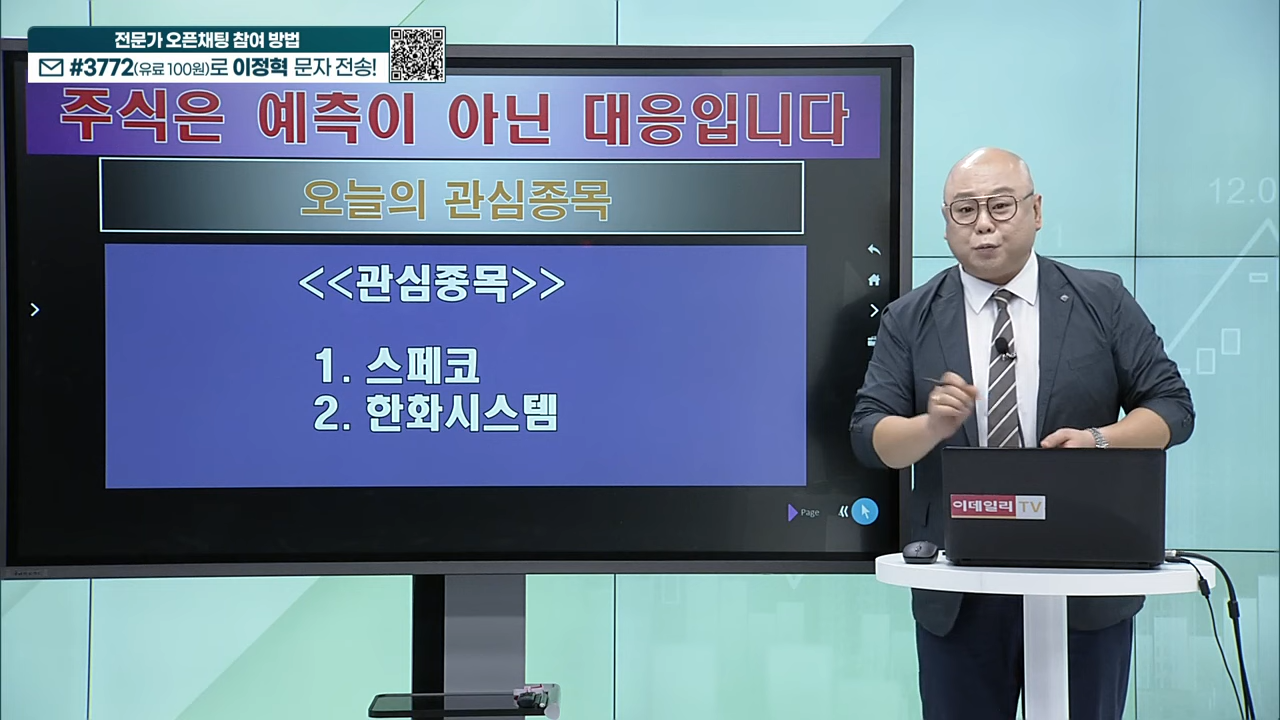 전문가 오픈채팅 참여 방법
#3772(유료 100원)로 이정혁 문자 전송!
주식은 예측이 아닌 대응입니다
오늘의 관심종목
<<관심종목>>
1. 스페코
2. 한화시스템
Page
이데일리 TV
12.0